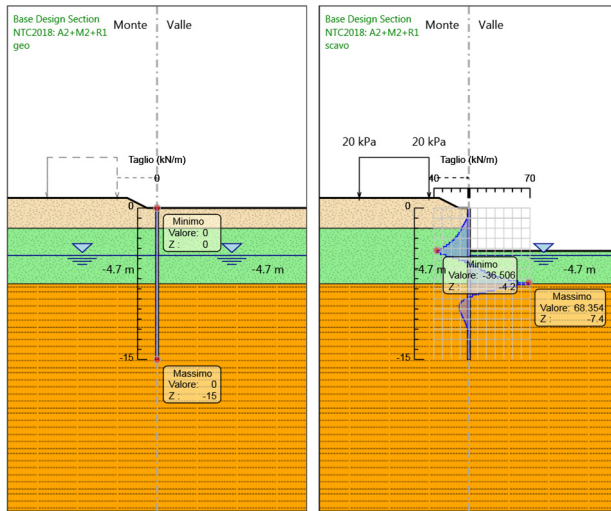 Base Design Section
NTC2018: A2+M2+R1
geo
Monte
Valle
Taglio (kN/m)
0
0
Minimo
Valore: 0
Z : 0
-4.7 m
-4.7 m
-15
Massimo
Valore: 0
Z : -15
Base Design Section
NTC2018: A2+M2+R1
scavo
Monte
Valle
20 kPa
20 kPa
Taglio (kN/m)
40
70
0
-4.7 m
-4.7 m
Minimo
Valore: -36.506
Z : -4.2
Massimo
Valore: 68.354
Z : -7.4
-15